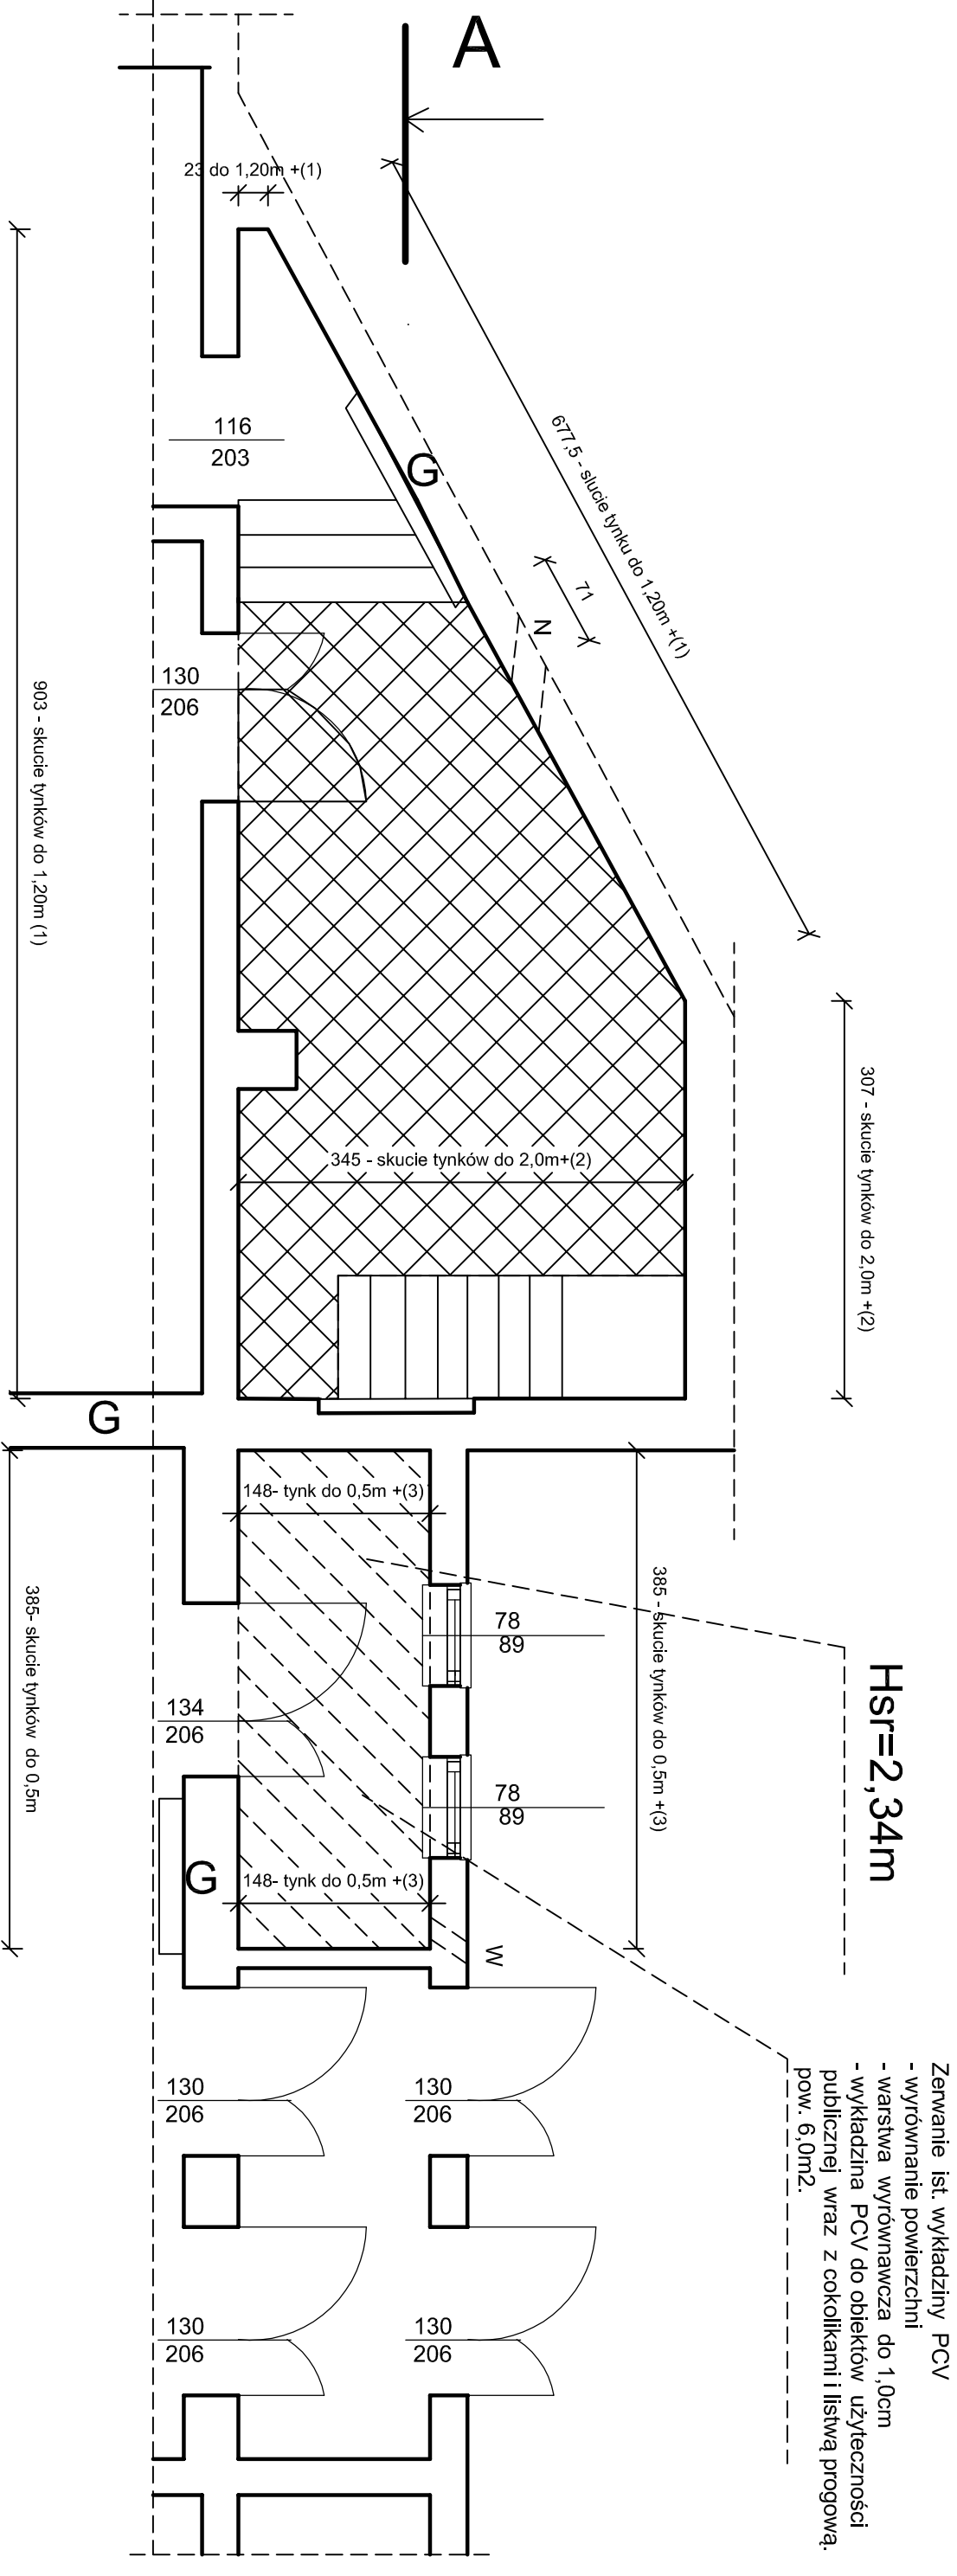 A
23 do 1,20m +(1)
677,5 - slucie tynku do 1,20m +(1)
116
203
G
71
N
130
206
903 - skucie tynków do 1,20m (1)
307 - skucie tynków do 2,0m +(2)
345 - skucie tynków do 2,0m+(2)
G
148- tynk do 0,5m +(3)
385- skucie tynków do 0,5m
385 - skucie tynków do 0,5m +(3)
78
89
134
206
78
89
Hsr=2,34m
G
148- tynk do 0,5m +(3)
W
Zerwanie ist. wykładziny PCV
- wyrównanie powierzchni
- warstwa wyrównawcza do 1,0cm
- wykładzina PCV do obiektów użyteczności
publicznej wraz z cokolikami i listwą progową.
pow. 6,0m2.
130
206
130
206
130
206
130
206